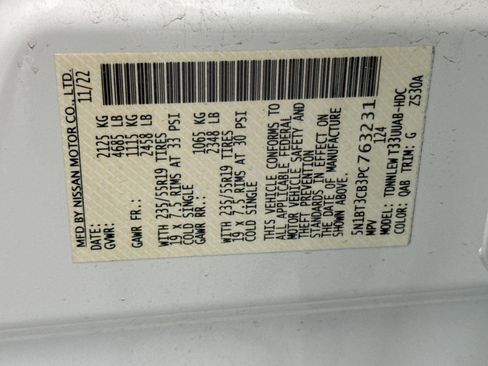 MFD BY NISSAN MOTOR CO., LTD.
DATE: 11/22
GVWR: 2125 KG
4685 LB
GAWR FR.: 1115 KG
2458 LB
WITH 235/55R19 TIRES
19 X 7.5 RIMS AT 33 PSI
COLD SINGLE
GAWR RR.: 1065 KG
2348 LB
WITH 235/55R19 TIRES
19 X 7.5 RIMS AT 30 PSI
COLD SINGLE
THIS VEHICLE CONFORMS TO
ALL APPLICABLE FEDERAL
MOTOR VEHICLE SAFETY AND
THEFT PREVENTION
STANDARDS IN EFFECT ON
THE DATE OF MANUFACTURE
SHOWN ABOVE.
5N1BT3CB3PC763231
MPV 124
MODEL: TDNNLEW T33UUAB-HDC
COLOR: QAB TRIM: G ZS30A